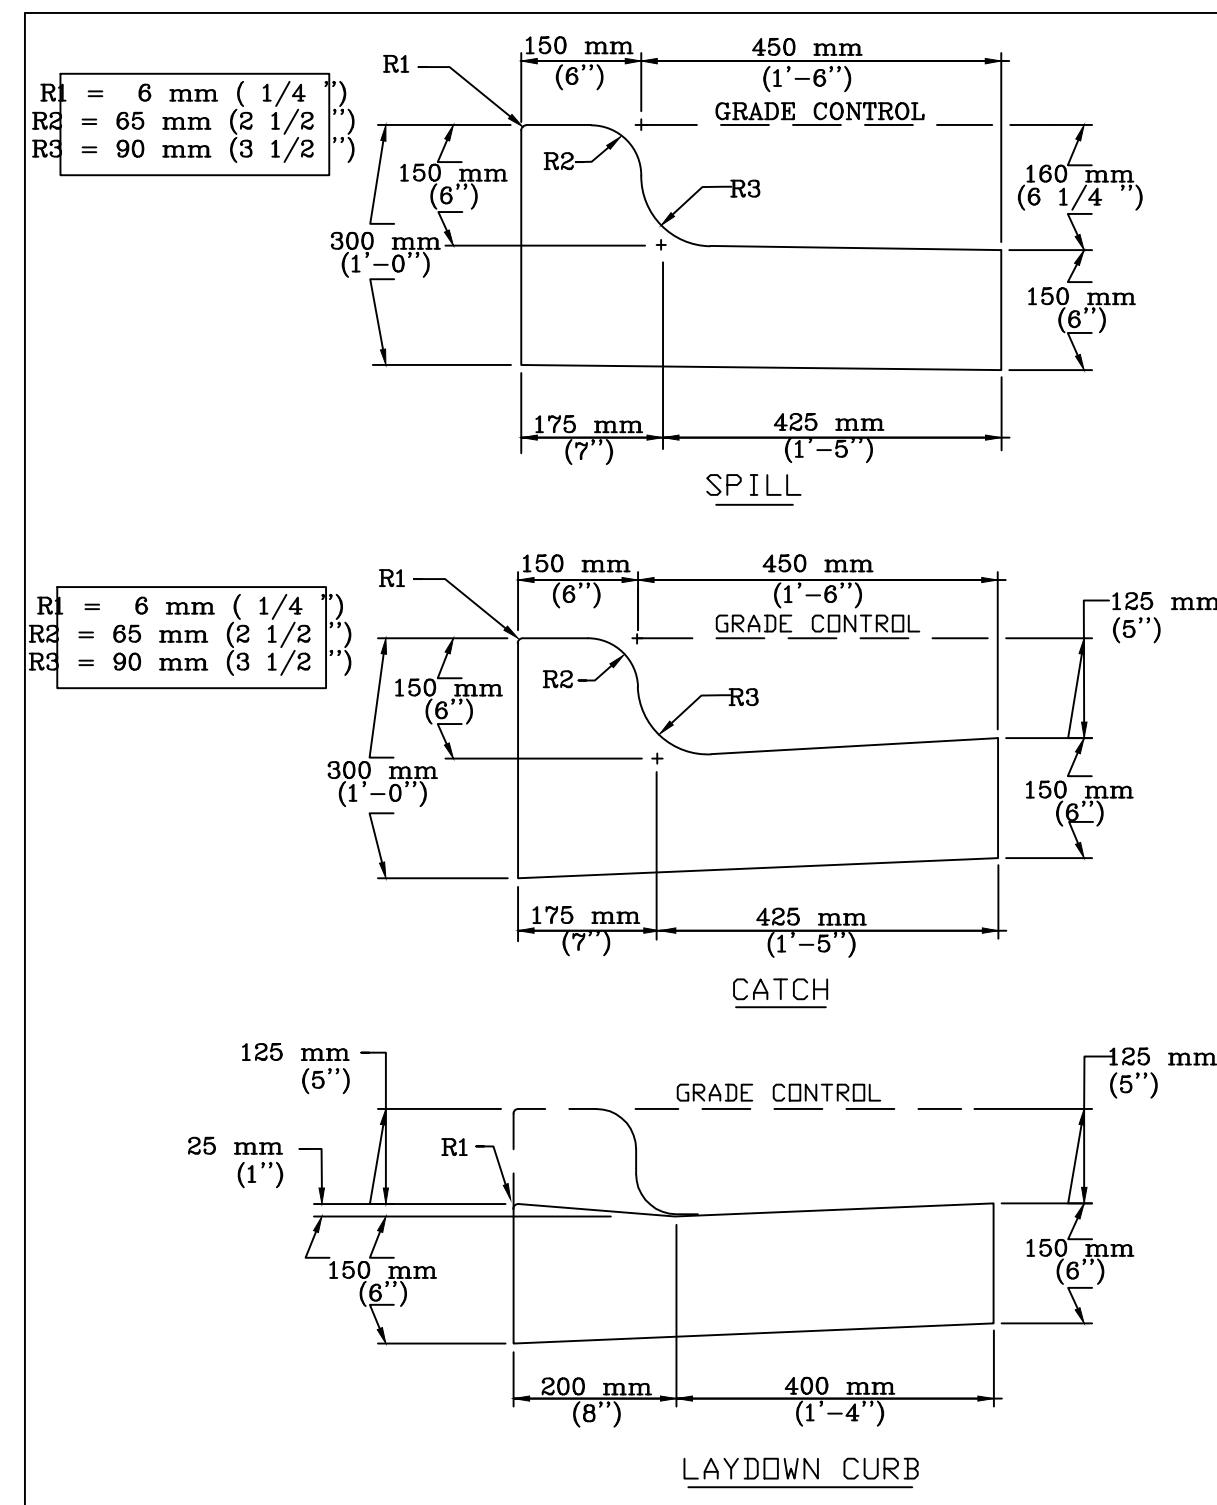 150 mm
(6'')
450 mm
(1'-6'')
R1
R1 = 6 mm ( 1/4 '')
R2 = 65 mm (2 1/2 '')
R3 = 90 mm (3 1/2 '')
GRADE CONTROL
R2
150 mm
(6'')
R3
160 mm
(6 1/4 '')
300 mm
(1'-0'')
150 mm
(6'')
175 mm
(7'')
425 mm
(1'-5'')
SPILL
150 mm
(6'')
450 mm
(1'-6'')
R1
R1 = 6 mm ( 1/4 '')
R2 = 65 mm (2 1/2 '')
R3 = 90 mm (3 1/2 '')
GRADE CONTROL
125 mm
(5'')
R2
150 mm
(6'')
R3
300 mm
(1'-0'')
150 mm
(6'')
175 mm
(7'')
425 mm
(1'-5'')
CATCH
125 mm
(5'')
GRADE CONTROL
125 mm
(5'')
25 mm
(1'')
R1
150 mm
(6'')
150 mm
(6'')
200 mm
(8'')
400 mm
(1'-4'')
LAYDOWN CURB